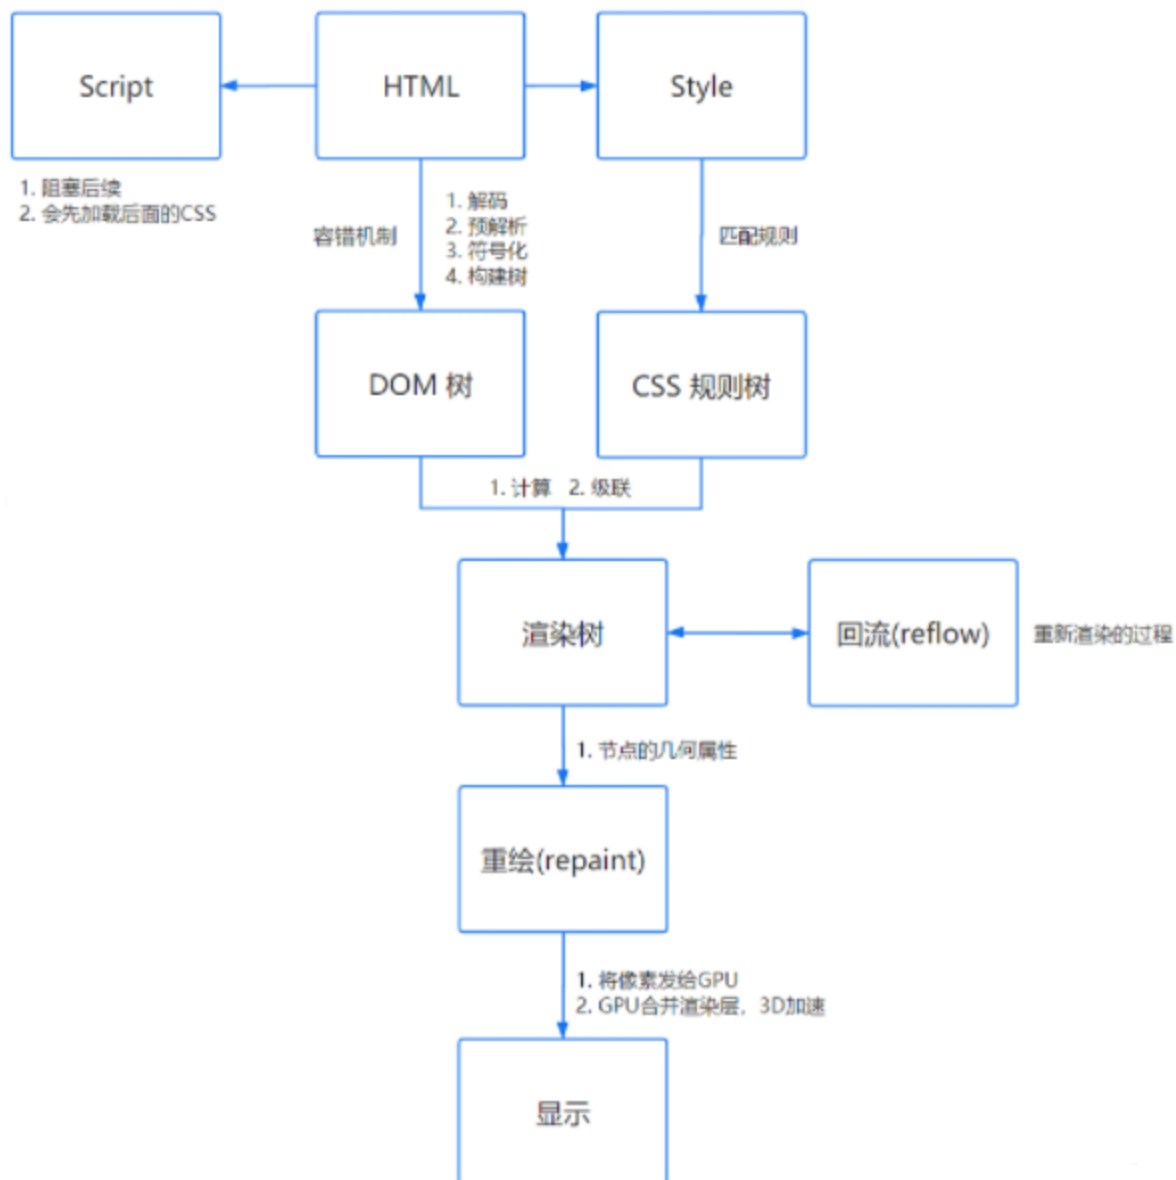 Script
HTML
Style
1. 阻塞后续
2. 会先加载后面的CSS
容错机制
1. 解码
2. 预解析
3. 符号化
4. 构建树
匹配规则
DOM 树
CSS 规则树
1. 计算 2. 级联
渲染树
回流(reflow)
重新渲染的过程
1. 节点的几何属性
重绘(repaint)
1. 将像素发给GPU
2. GPU合并渲染层，3D加速
显示